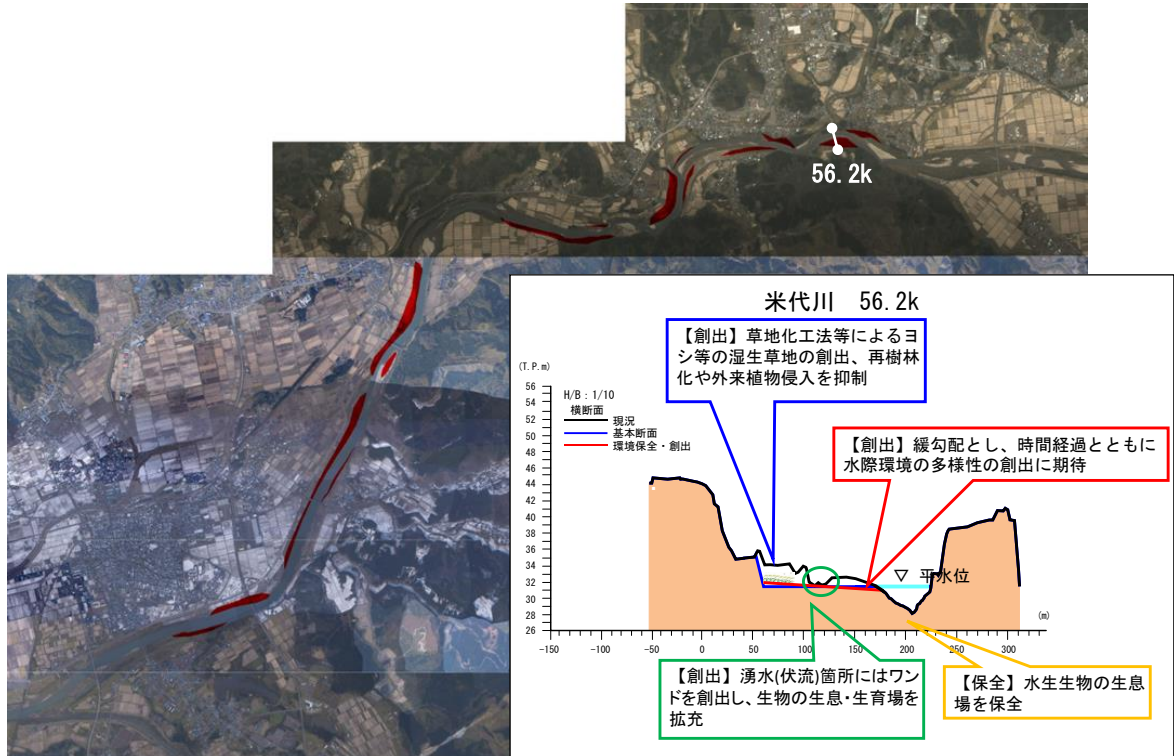 56.2k
米代川 56.2k
【創出】草地化工法等によるヨ
シ等の湿生草地の創出、再樹林
化や外来植物侵入を抑制
(T.P.m)
H/B：1/10
横断面
現況
基本断面
環境保全・創出
【創出】緩勾配とし、時間経過とともに
水際環境の多様性の創出に期待
56
54
52
50
48
46
44
42
40
38
36
34
32
30
28
26
▽ 平水位
(m)
-150
-100
-50
0
50
100
150
200
250
300
【創出】湧水(伏流)箇所にはワン
ドを創出し、生物の生息・生育場を
拡充
【保全】水生生物の生息
場を保全